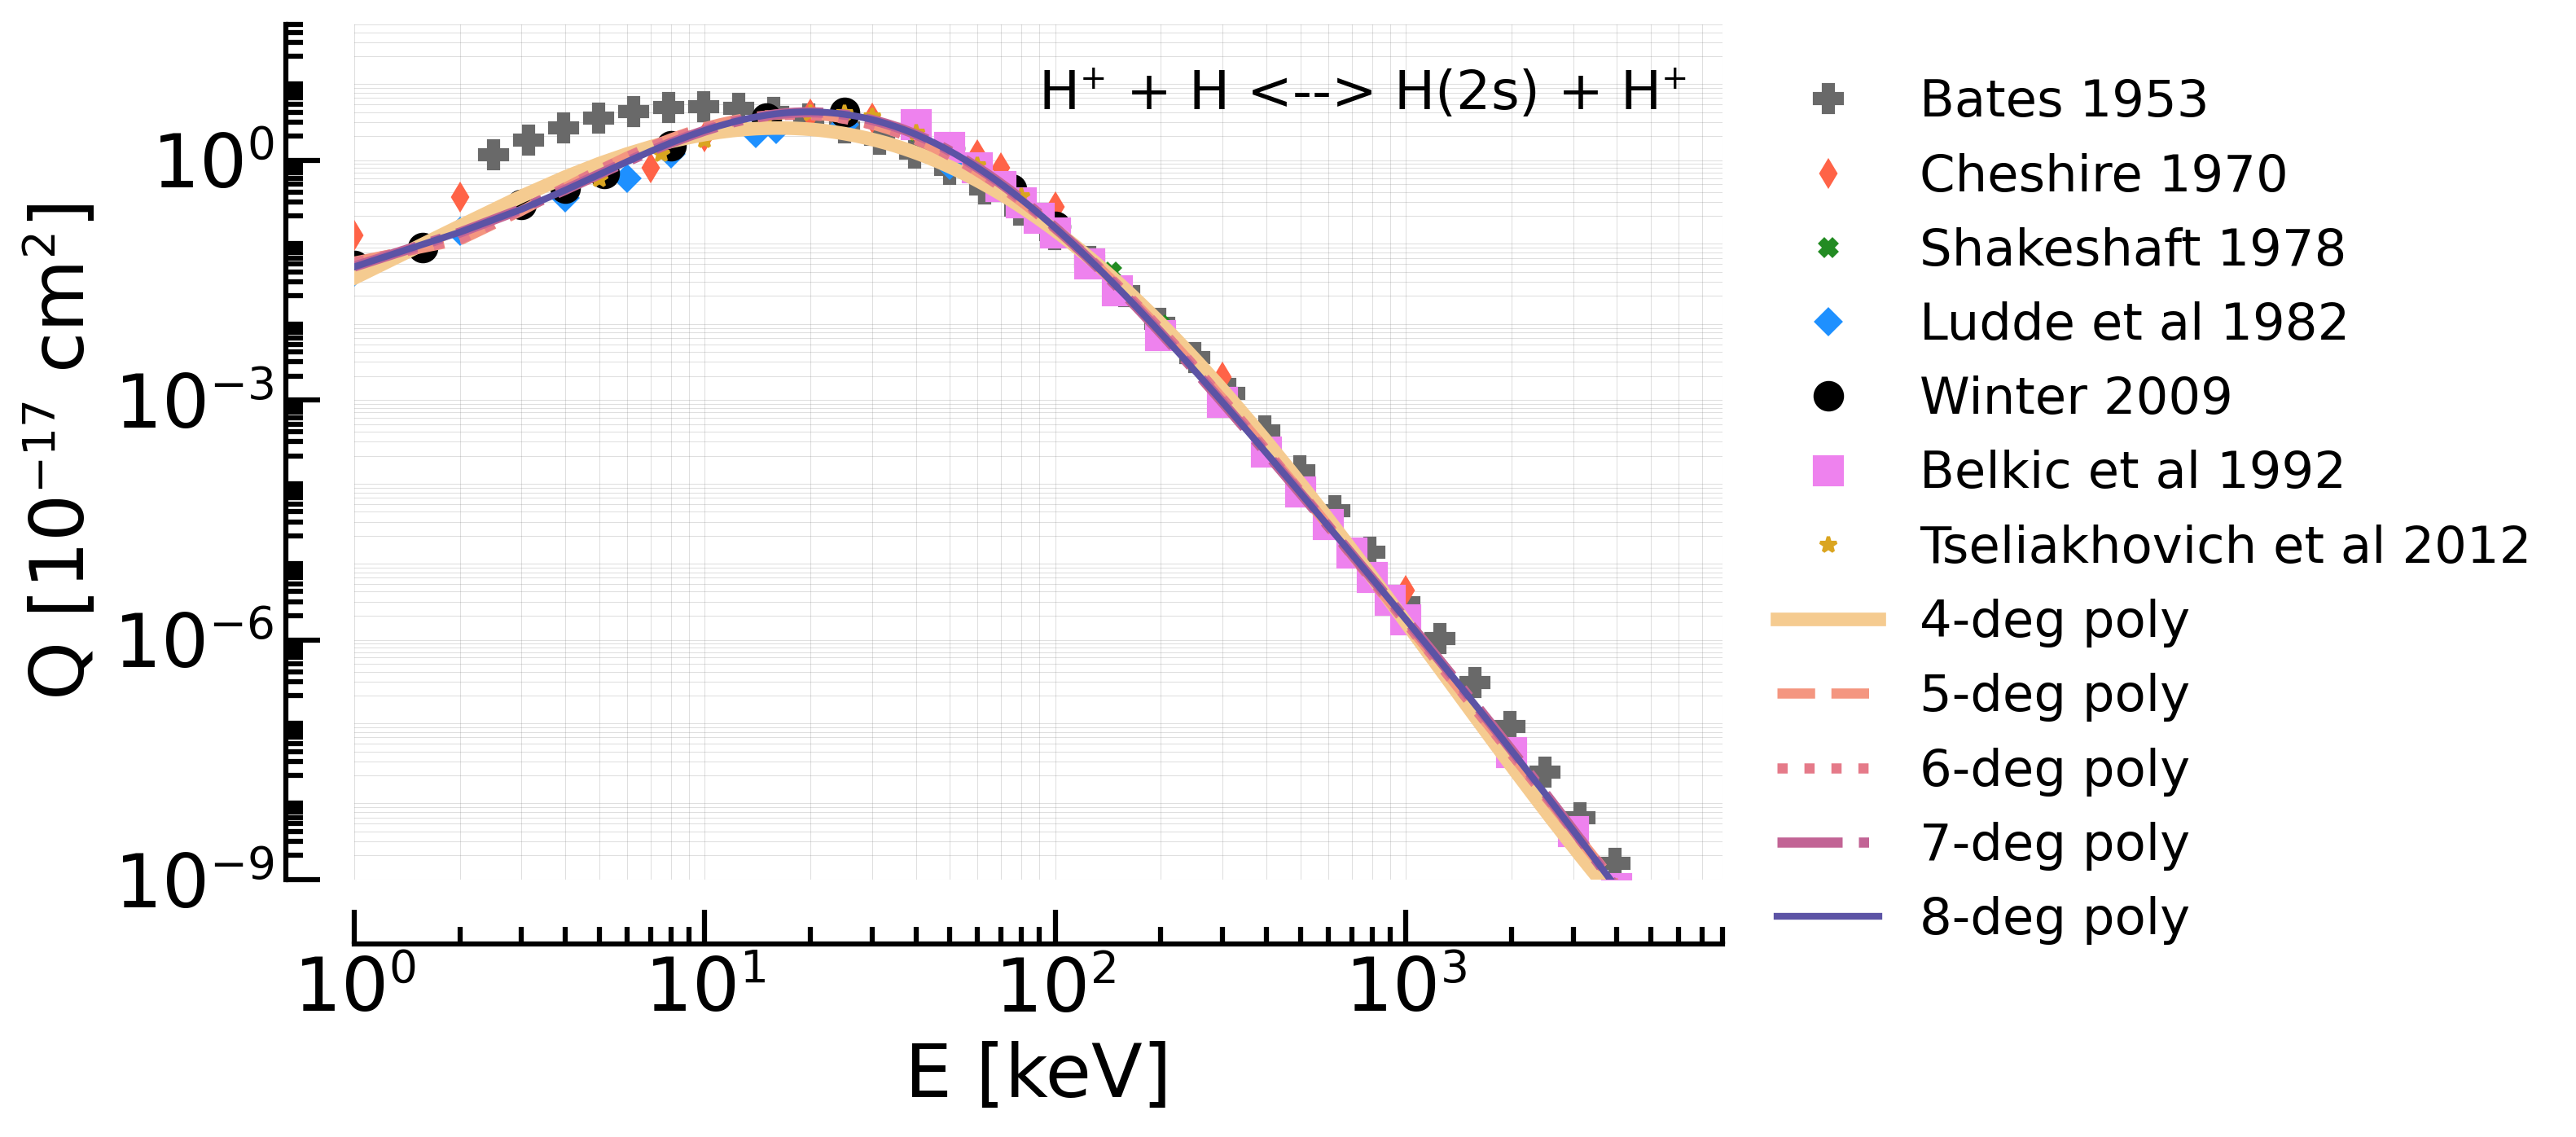 H⁺ + H <--> H(2s) + H⁺
Q [10⁻¹⁷ cm²]
10⁰
10⁻³
10⁻⁶
10⁻⁹
10⁰ 10¹ 10² 10³
E [keV]
Bates 1953
Cheshire 1970
Shakeshaft 1978
Ludde et al 1982
Winter 2009
Belkic et al 1992
Tseliakhovich et al 2012
4-deg poly
5-deg poly
6-deg poly
7-deg poly
8-deg poly